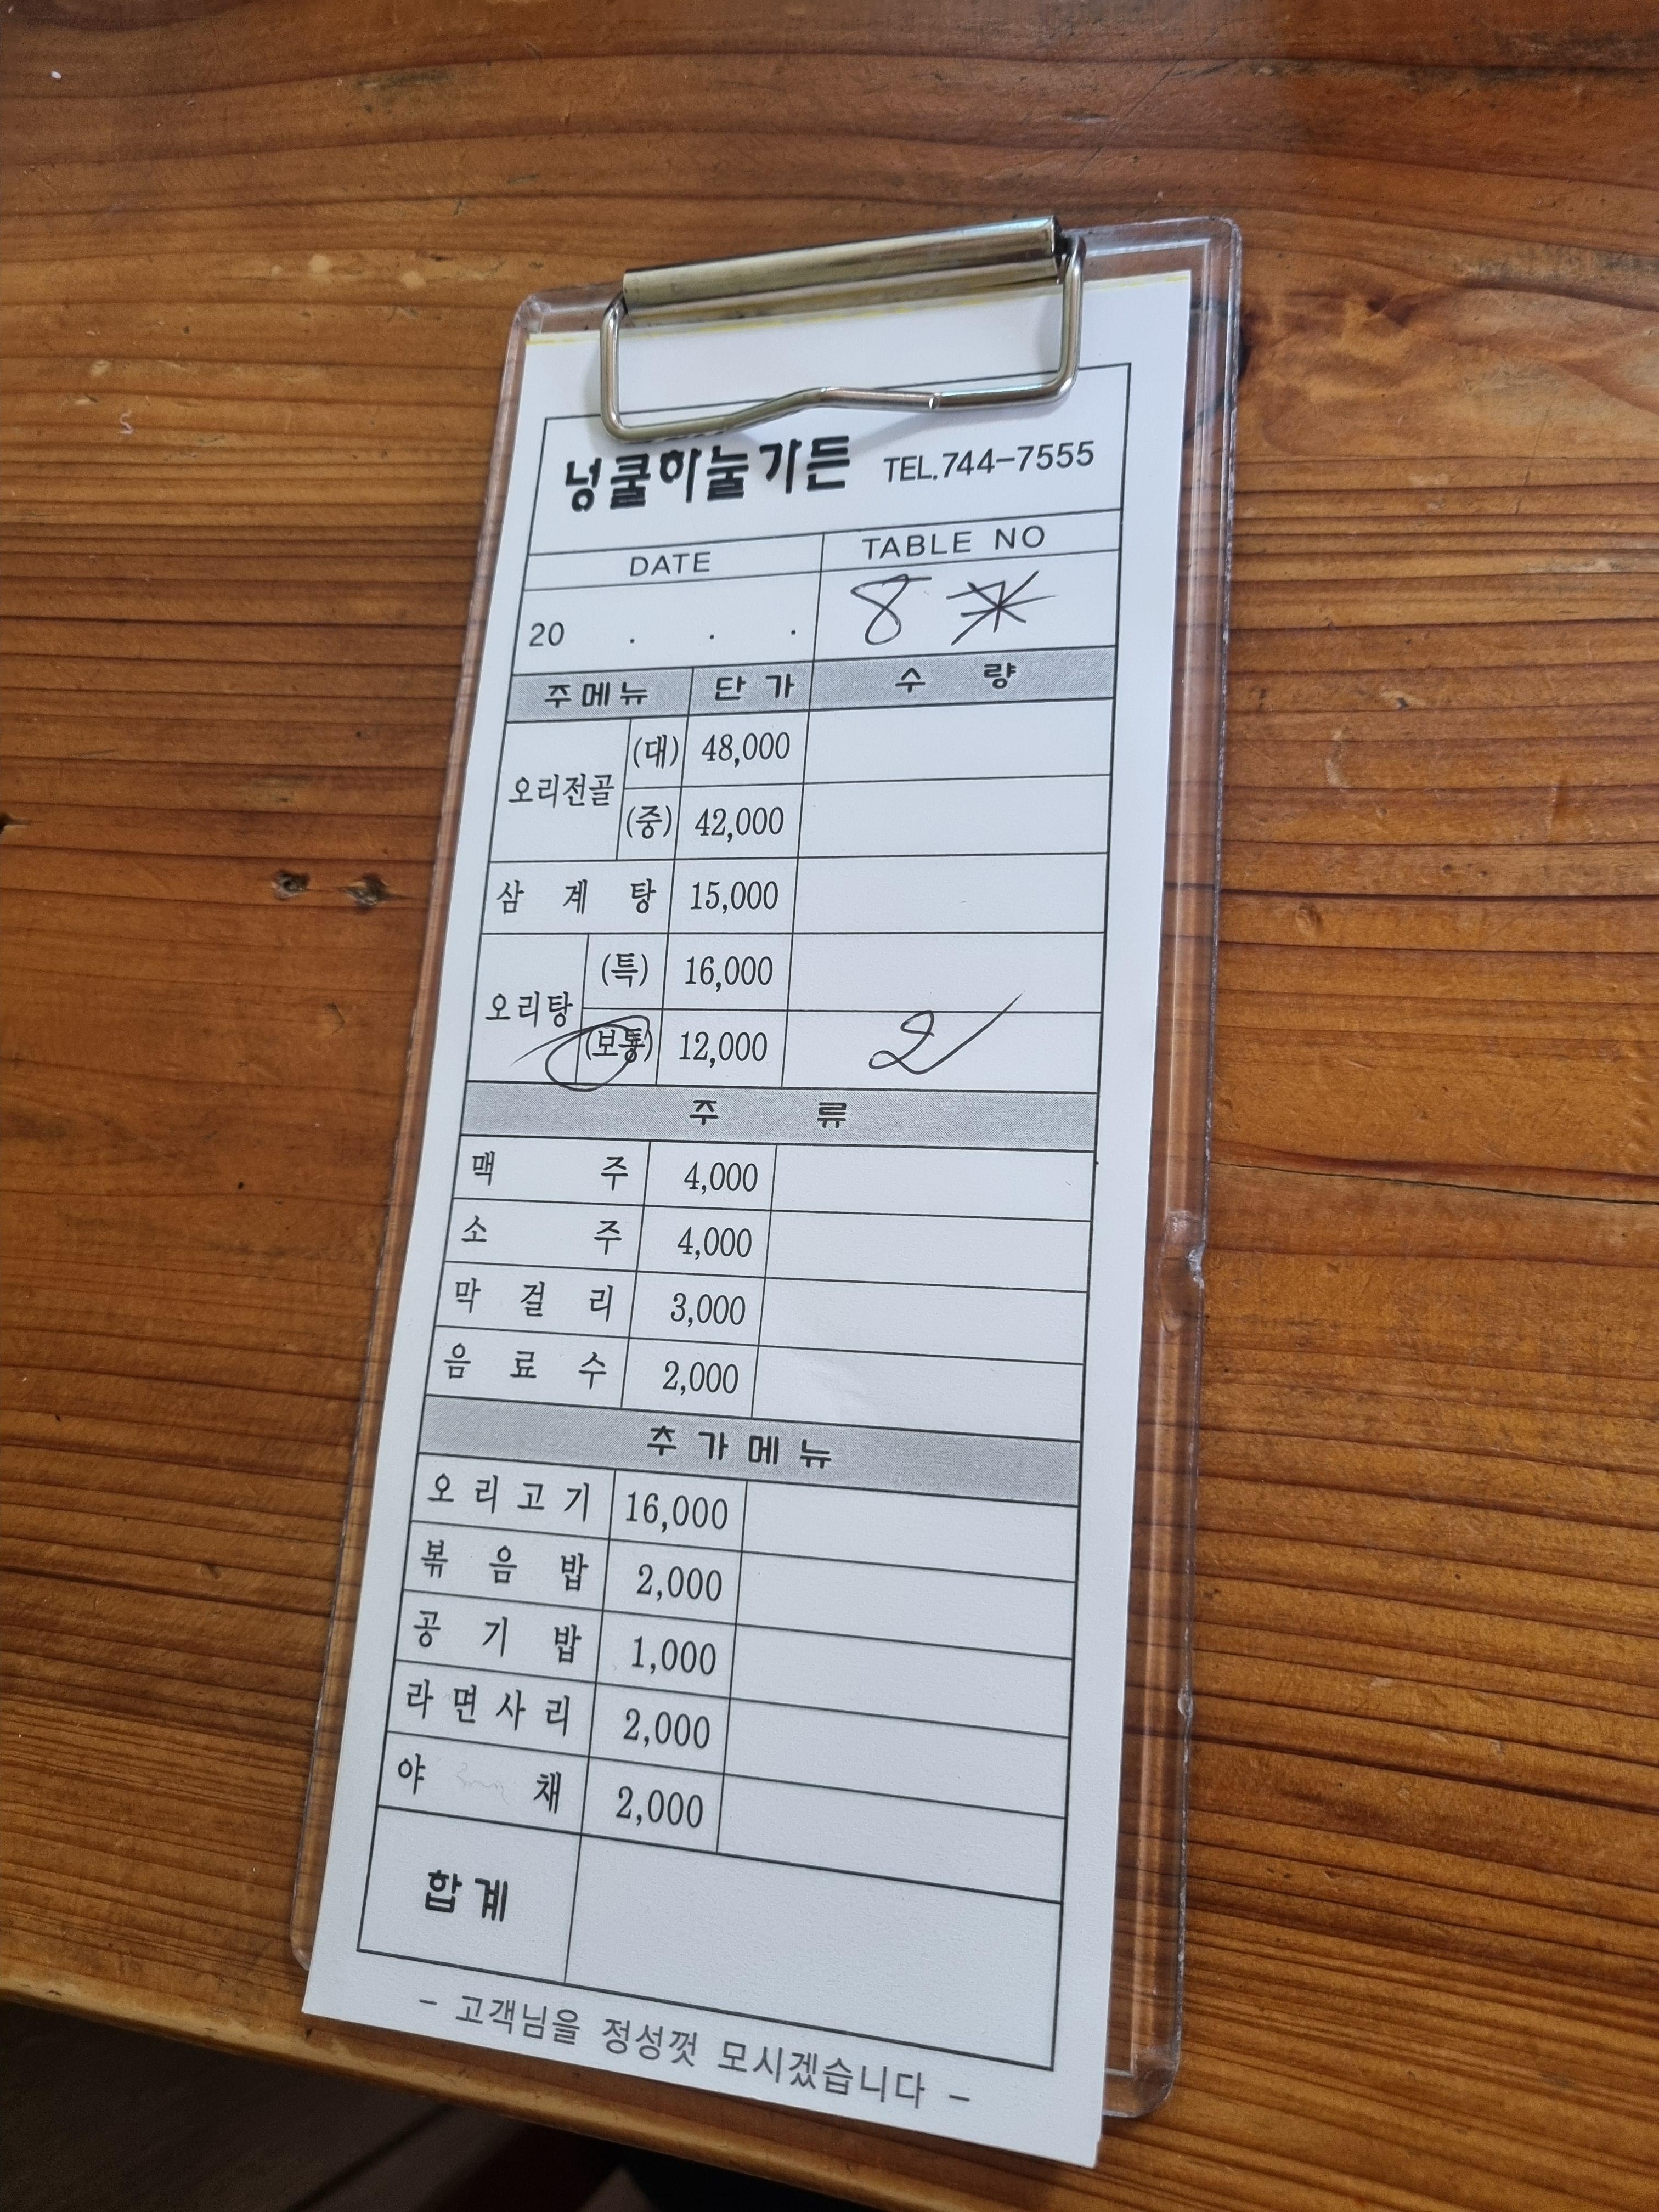 넝쿨하눌가든 TEL.744-7555
DATE TABLE NO
20 . . . 8
주메뉴 단가 수량
오리전골 (대) 48,000
(중) 42,000
삼계탕 15,000
오리탕 (특) 16,000
(보통) 12,000 2
주류
맥주 4,000
소주 4,000
막걸리 3,000
음료수 2,000
추가메뉴
오리고기 16,000
볶음밥 2,000
공기밥 1,000
라면사리 2,000
야채 2,000
합계
- 고객님을 정성껏 모시겠습니다 -